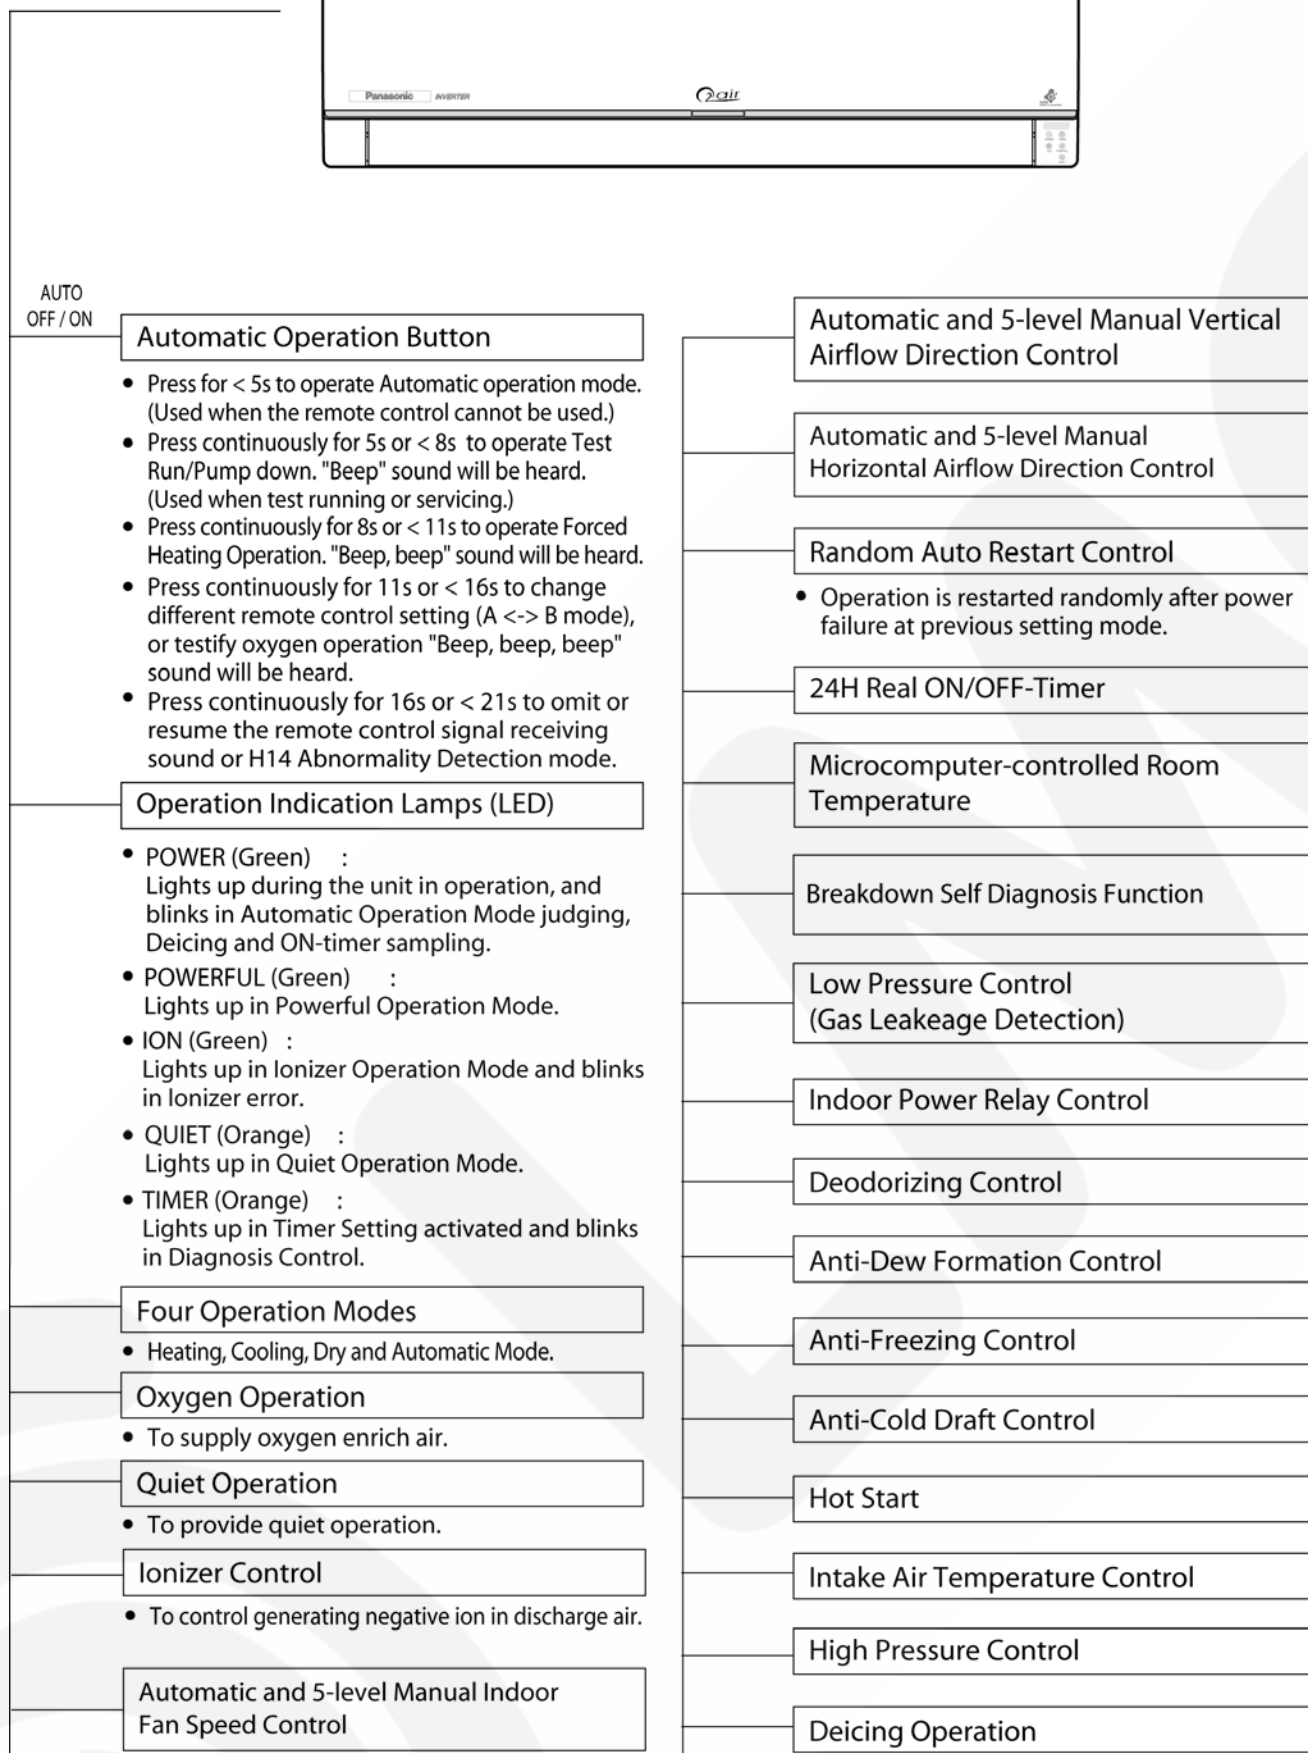 Panasonic INVERTER
O2air
AUTO
OFF / ON
Automatic Operation Button
• Press for < 5s to operate Automatic operation mode.
(Used when the remote control cannot be used.)
• Press continuously for 5s or < 8s to operate Test
Run/Pump down. "Beep" sound will be heard.
(Used when test running or servicing.)
• Press continuously for 8s or < 11s to operate Forced
Heating Operation. "Beep, beep" sound will be heard.
• Press continuously for 11s or < 16s to change
different remote control setting (A <-> B mode),
or testify oxygen operation "Beep, beep, beep"
sound will be heard.
• Press continuously for 16s or < 21s to omit or
resume the remote control signal receiving
sound or H14 Abnormality Detection mode.
Operation Indication Lamps (LED)
• POWER (Green) :
Lights up during the unit in operation, and
blinks in Automatic Operation Mode judging,
Deicing and ON-timer sampling.
• POWERFUL (Green) :
Lights up in Powerful Operation Mode.
• ION (Green) :
Lights up in Ionizer Operation Mode and blinks
in Ionizer error.
• QUIET (Orange) :
Lights up in Quiet Operation Mode.
• TIMER (Orange) :
Lights up in Timer Setting activated and blinks
in Diagnosis Control.
Four Operation Modes
• Heating, Cooling, Dry and Automatic Mode.
Oxygen Operation
• To supply oxygen enrich air.
Quiet Operation
• To provide quiet operation.
Ionizer Control
• To control generating negative ion in discharge air.
Automatic and 5-level Manual Indoor
Fan Speed Control
Automatic and 5-level Manual Vertical
Airflow Direction Control
Automatic and 5-level Manual
Horizontal Airflow Direction Control
Random Auto Restart Control
• Operation is restarted randomly after power
failure at previous setting mode.
24H Real ON/OFF-Timer
Microcomputer-controlled Room
Temperature
Breakdown Self Diagnosis Function
Low Pressure Control
(Gas Leakeage Detection)
Indoor Power Relay Control
Deodorizing Control
Anti-Dew Formation Control
Anti-Freezing Control
Anti-Cold Draft Control
Hot Start
Intake Air Temperature Control
High Pressure Control
Deicing Operation